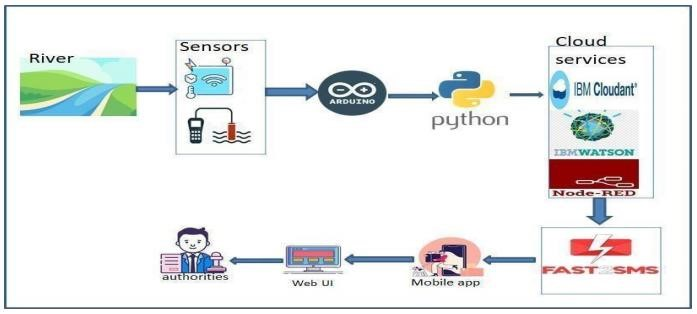 River
Sensors
ARDUINO
python
Cloud
services
IBM Cloudant
IBMWATSON
Node-RED
FAST2SMS
Mobile app
Web UI
authorities